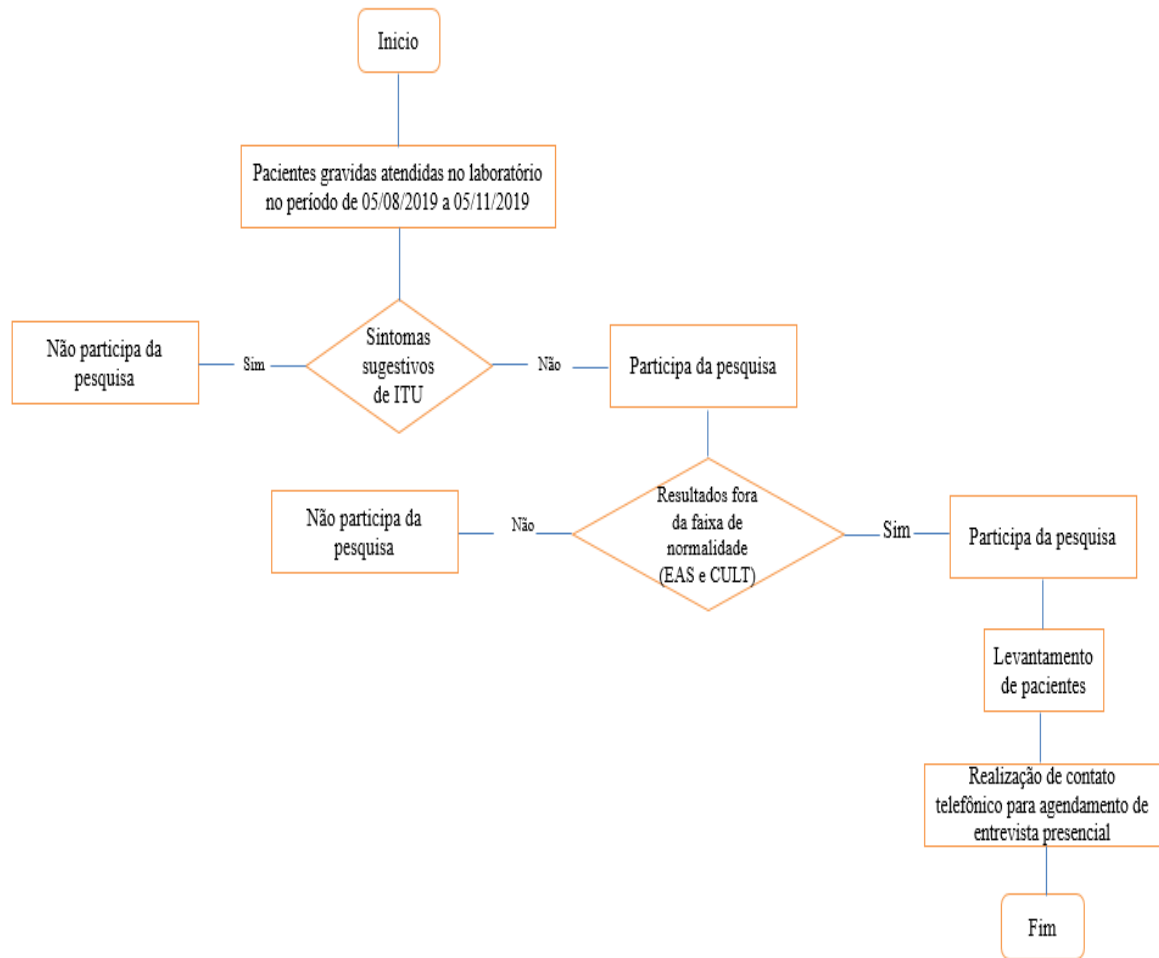 Inicio
Pacientes gravidas atendidas no laboratório
no período de 05/08/2019 a 05/11/2019
Sintomas
sugestivos
de ITU
Sim
Não participa da
pesquisa
Não
Participa da pesquisa
Resultados fora
da faixa de
normalidade
(EAS e CULT)
Não
Não participa da
pesquisa
Sim
Participa da pesquisa
Levantamento
de pacientes
Realização de contato
telefônico para agendamento de
entrevista presencial
Fim